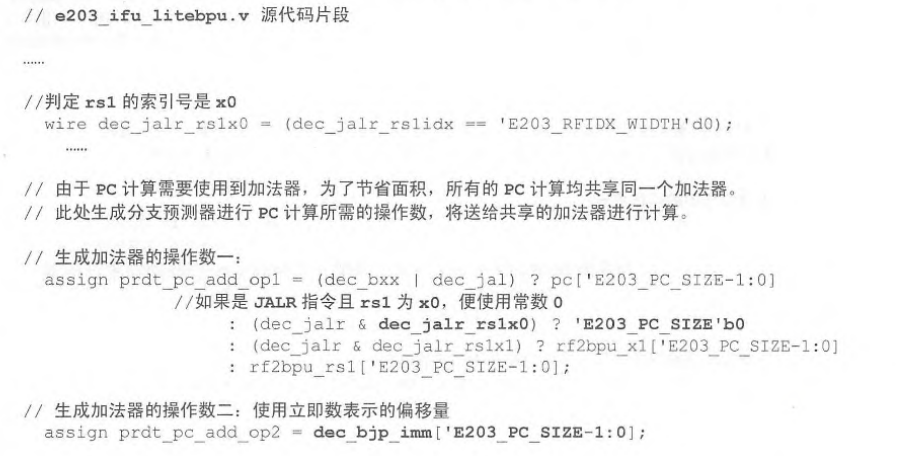 // e203_ifu_litebpu.v 源代码片段
……
//判定 rs1 的索引号是 x0
wire dec_jalr_rs1x0 = (dec_jalr_rs1idx == 'E203_RFIDX_WIDTH'd0);
……
// 由于 PC 计算需要使用到加法器，为了节省面积，所有的 PC 计算均共享同一个加法器。
// 此处生成分支预测器进行 PC 计算所需的操作数，将送给共享的加法器进行计算。
// 生成加法器的操作数一：
assign prdt_pc_add_op1 = (dec_bxx | dec_jal) ? pc['E203_PC_SIZE-1:0]
//如果是 JALR 指令且 rs1 为 x0，便使用常数 0
: (dec_jalr & dec_jalr_rs1x0) ? 'E203_PC_SIZE'b0
: (dec_jalr & dec_jalr_rs1x1) ? rf2bpu_x1['E203_PC_SIZE-1:0]
: rf2bpu_rs1['E203_PC_SIZE-1:0];
// 生成加法器的操作数二：使用立即数表示的偏移量
assign prdt_pc_add_op2 = dec_bjp_imm['E203_PC_SIZE-1:0];